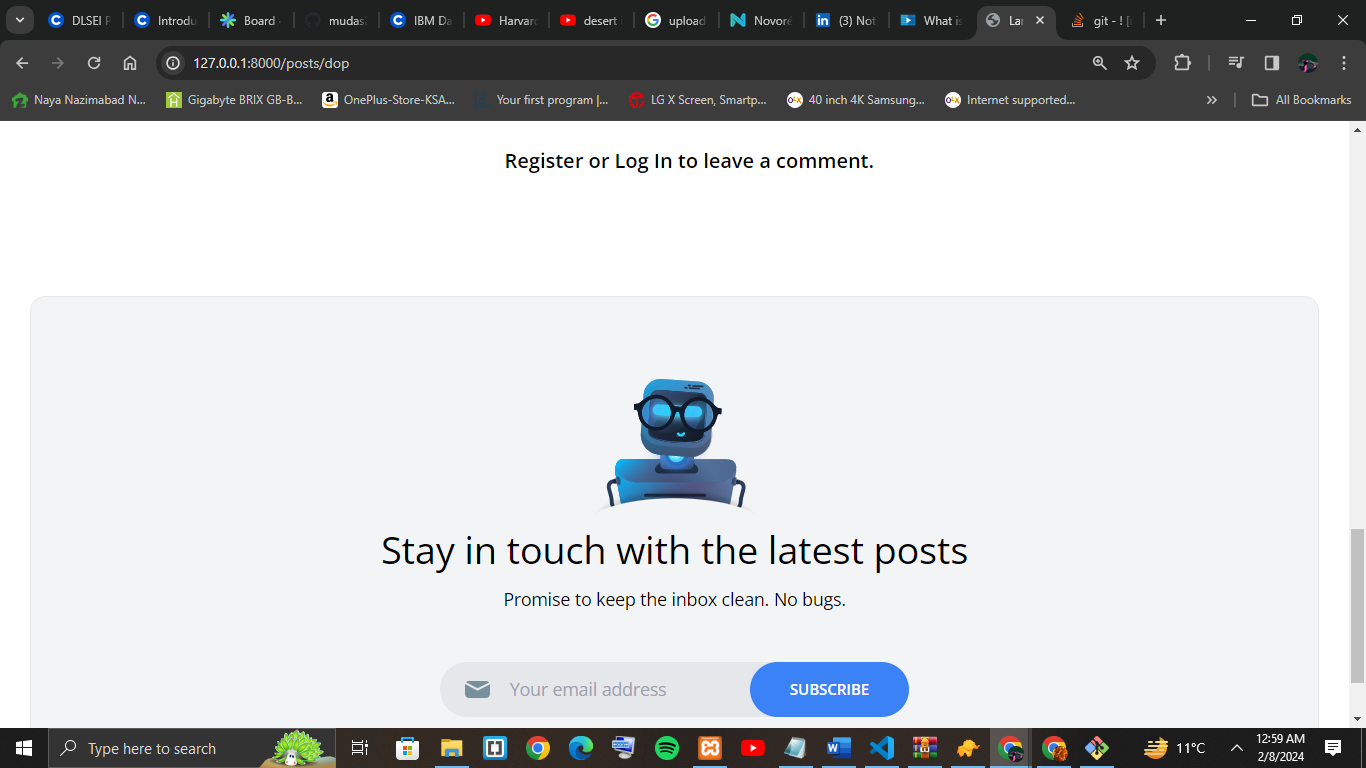 DLSEI P
Introdu
Board -
mudas
IBM Da
Harvar
desert i
upload
Novoré
(3) Not
What is
Lar
git - ! [
127.0.0.1:8000/posts/dop
Naya Nazimabad N...
Gigabyte BRIX GB-B...
OnePlus-Store-KSA...
Your first program |...
LG X Screen, Smartp...
40 inch 4K Samsung...
Internet supported...
All Bookmarks
Register or Log In to leave a comment.
Stay in touch with the latest posts
Promise to keep the inbox clean. No bugs.
Your email address
SUBSCRIBE
Type here to search
11°C
12:59 AM
2/8/2024